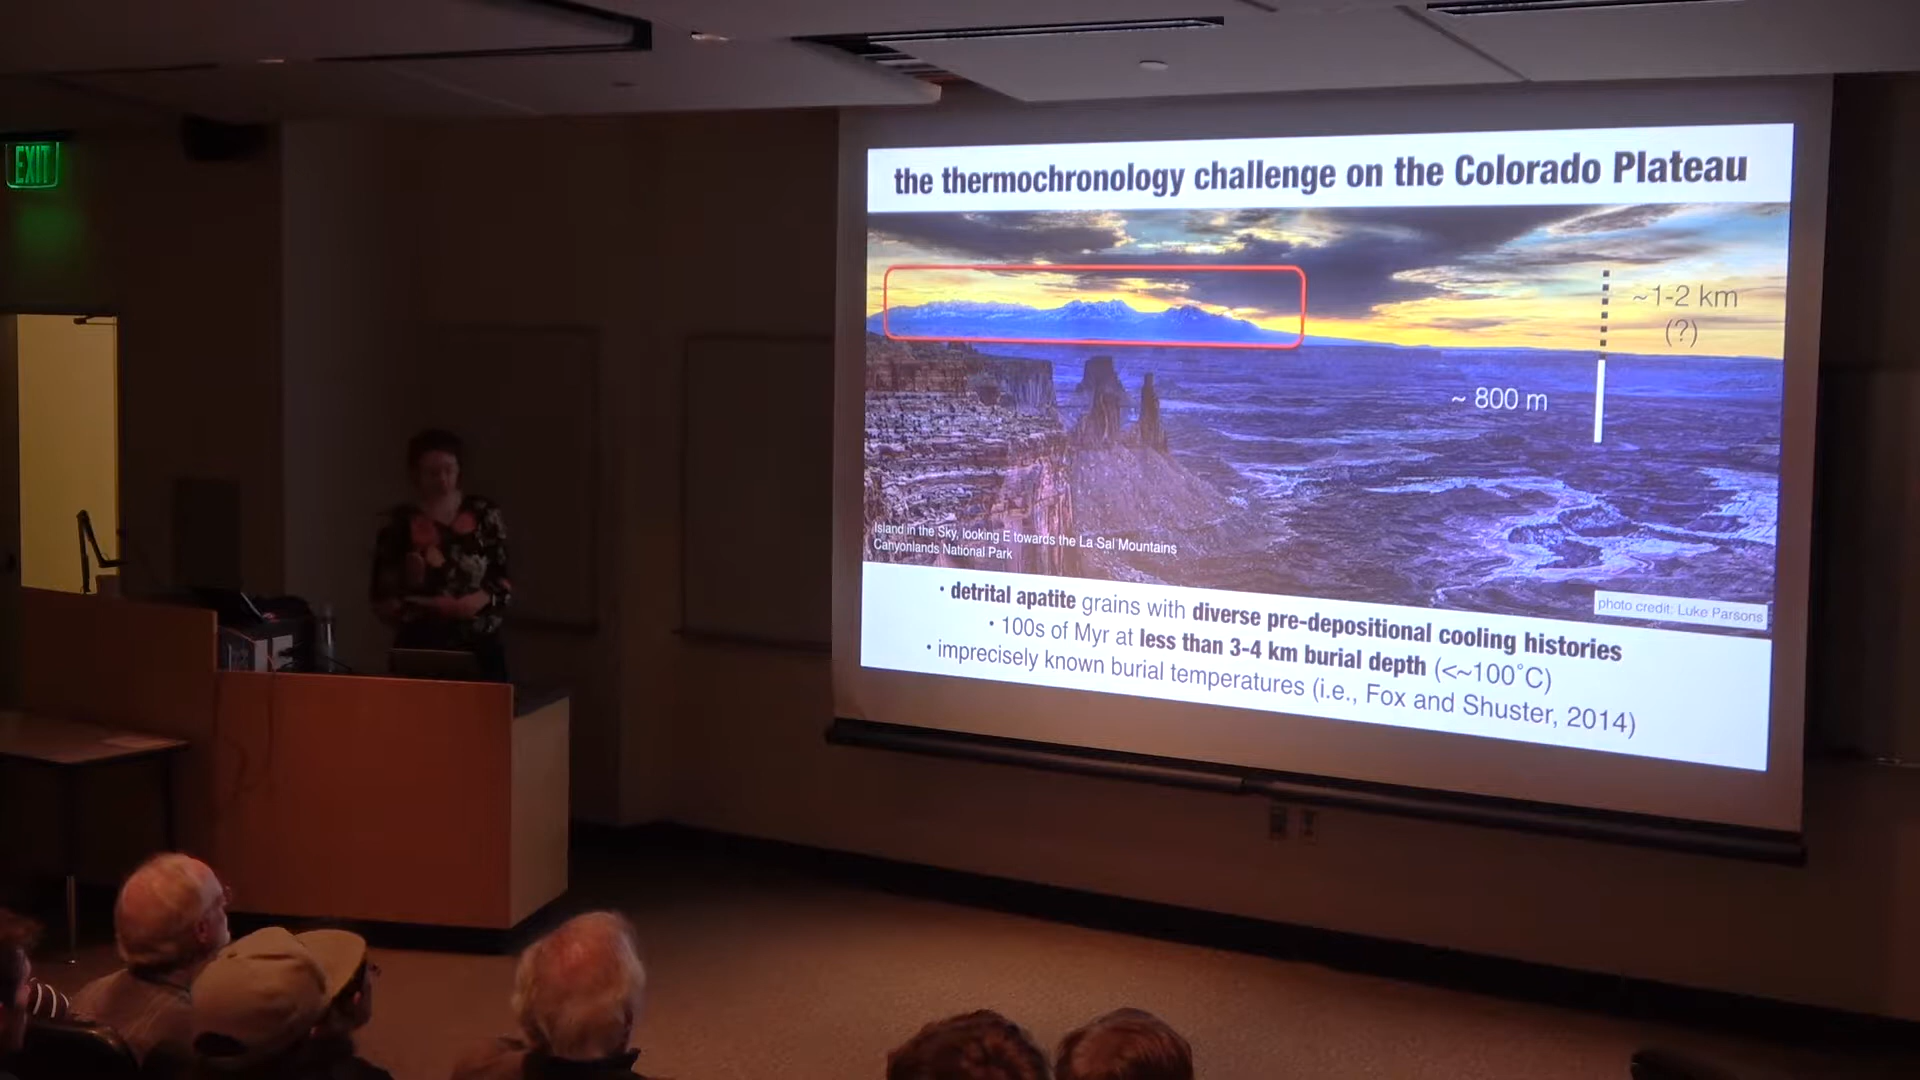 EXIT
the thermochronology challenge on the Colorado Plateau
~1-2 km
(?)
~ 800 m
Island in the Sky, looking E towards the La Sal Mountains
Canyonlands National Park
photo credit: Luke Parsons
• detrital apatite grains with diverse pre-depositional cooling histories
• 100s of Myr at less than 3-4 km burial depth (<~100˚C)
• imprecisely known burial temperatures (i.e., Fox and Shuster, 2014)